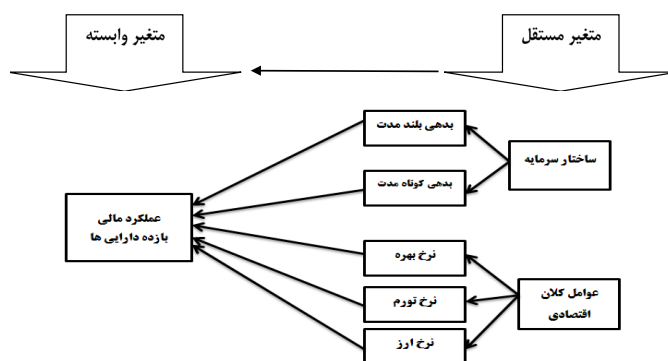 متغیر مستقل
متغیر وابسته
بدهی بلند مدت
ساختار سرمایه
بدهی کوتاه مدت
عملکرد مالی
بازده دارایی ها
نرخ بهره
عوامل کلان
اقتصادی
نرخ تورم
نرخ ارز